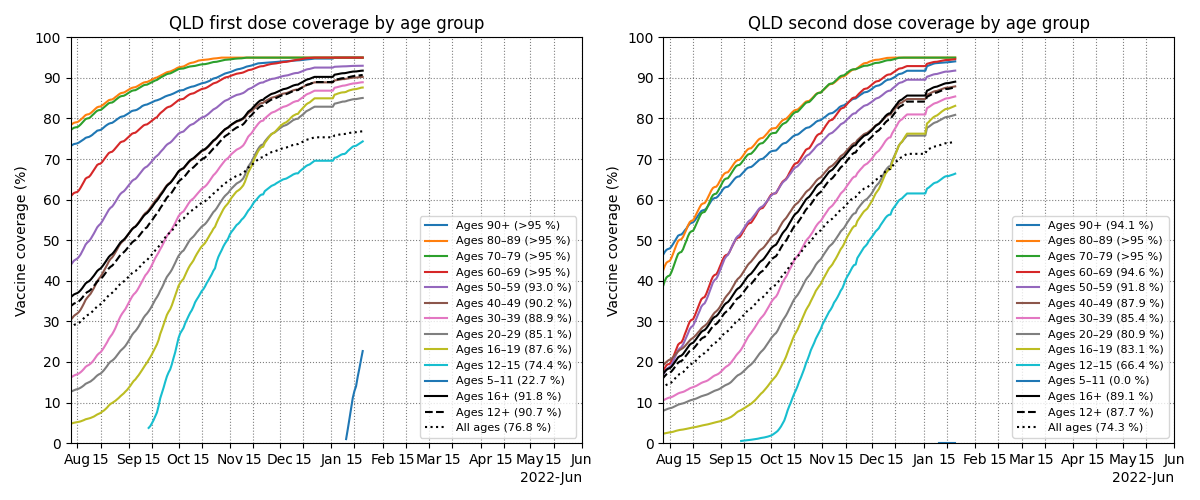 QLD first dose coverage by age group
Vaccine coverage (%)
100
90
80
70
60
50
40
30
20
10
0
Ages 90+ (>95 %)
Ages 80–89 (>95 %)
Ages 70–79 (>95 %)
Ages 60–69 (>95 %)
Ages 50–59 (93.0 %)
Ages 40–49 (90.2 %)
Ages 30–39 (88.9 %)
Ages 20–29 (85.1 %)
Ages 16–19 (87.6 %)
Ages 12–15 (74.4 %)
Ages 5–11 (22.7 %)
Ages 16+ (91.8 %)
Ages 12+ (90.7 %)
All ages (76.8 %)
Aug 15 Sep 15 Oct 15 Nov 15 Dec 15 Jan 15 Feb 15 Mar 15 Apr 15 May 15 Jun
2022-Jun
QLD second dose coverage by age group
Vaccine coverage (%)
100
90
80
70
60
50
40
30
20
10
0
Ages 90+ (94.1 %)
Ages 80–89 (>95 %)
Ages 70–79 (>95 %)
Ages 60–69 (94.6 %)
Ages 50–59 (91.8 %)
Ages 40–49 (87.9 %)
Ages 30–39 (85.4 %)
Ages 20–29 (80.9 %)
Ages 16–19 (83.1 %)
Ages 12–15 (66.4 %)
Ages 5–11 (0.0 %)
Ages 16+ (89.1 %)
Ages 12+ (87.7 %)
All ages (74.3 %)
Aug 15 Sep 15 Oct 15 Nov 15 Dec 15 Jan 15 Feb 15 Mar 15 Apr 15 May 15 Jun
2022-Jun